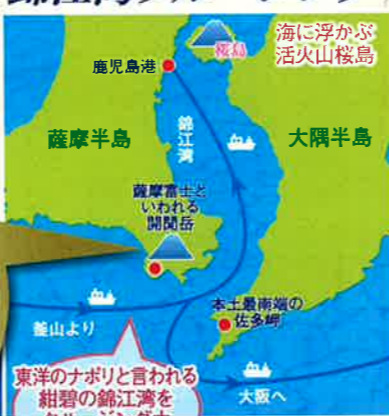 海に浮かぶ
活火山桜島
桜島
鹿児島港
錦江湾
薩摩半島
大隅半島
薩摩富士と
いわれる
開聞岳
釜山より
本土最南端の
佐多岬
大阪へ
東洋のナポリと言われる
紺碧の錦江湾を